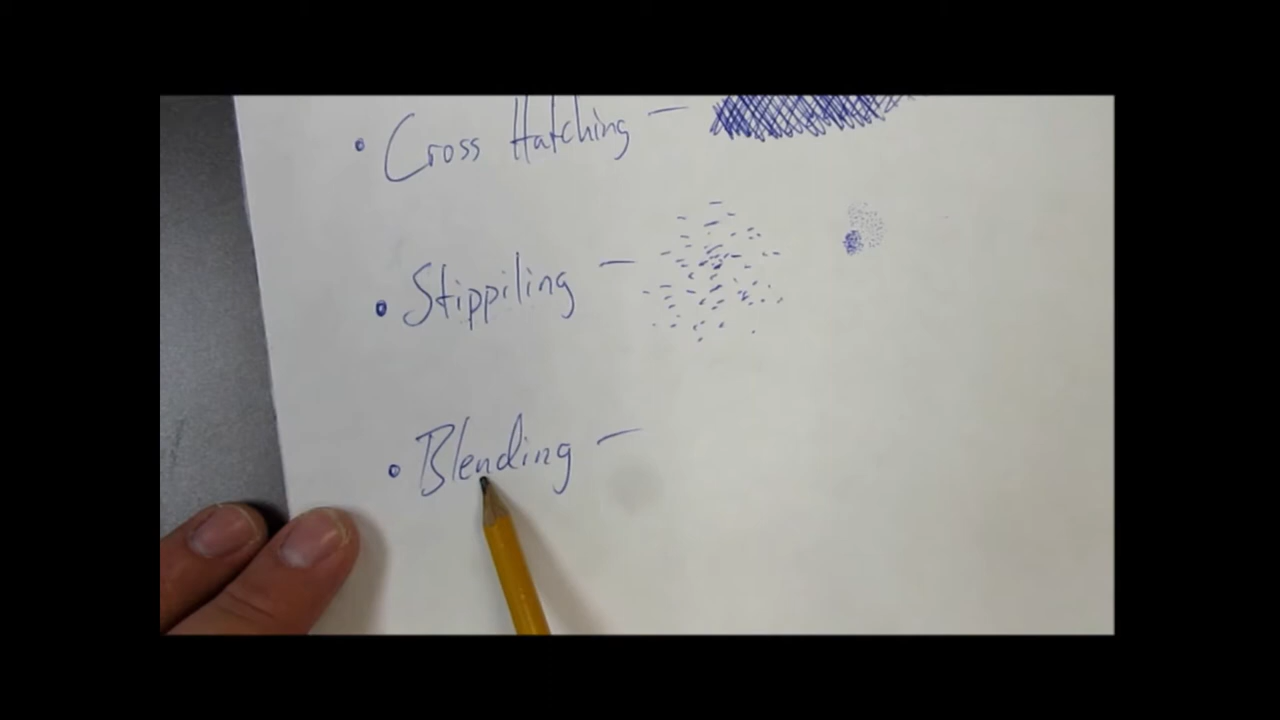 • Cross Hatching —
• Stippiling —
• Blending —